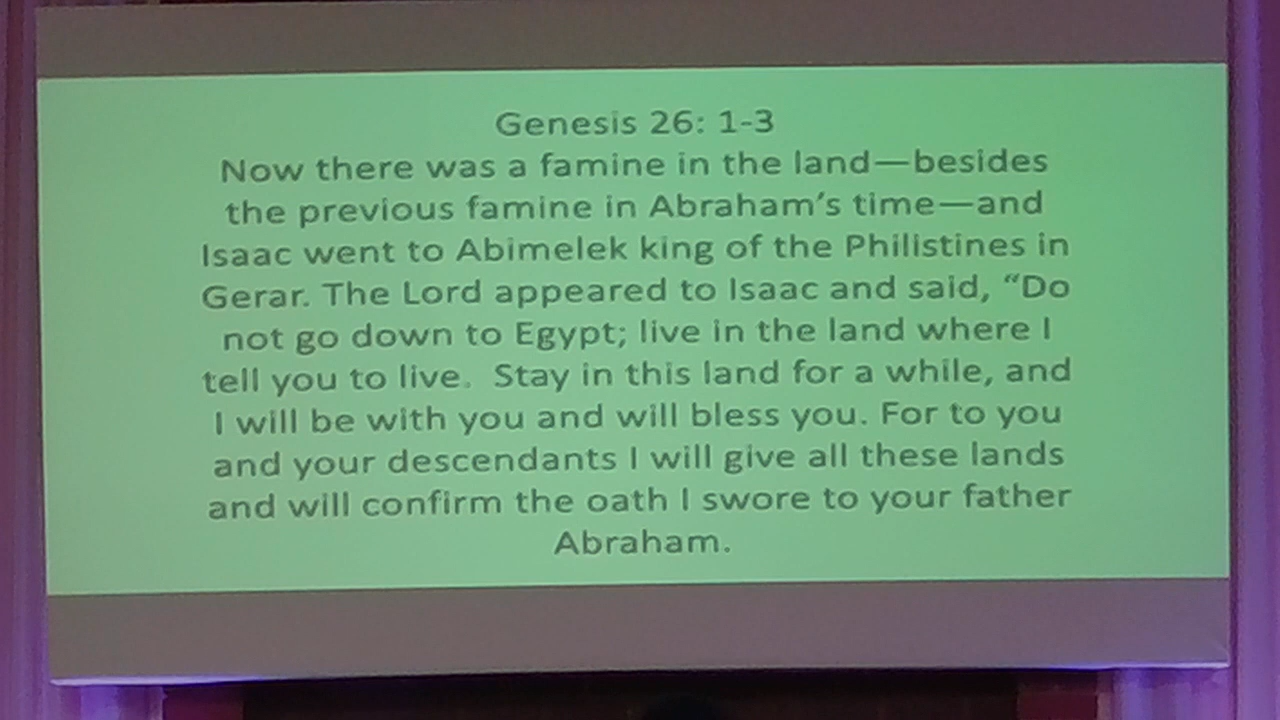 Genesis 26: 1-3
Now there was a famine in the land—besides
the previous famine in Abraham’s time—and
Isaac went to Abimelek king of the Philistines in
Gerar. The Lord appeared to Isaac and said, “Do
not go down to Egypt; live in the land where I
tell you to live.  Stay in this land for a while, and
I will be with you and will bless you. For to you
and your descendants I will give all these lands
and will confirm the oath I swore to your father
Abraham.